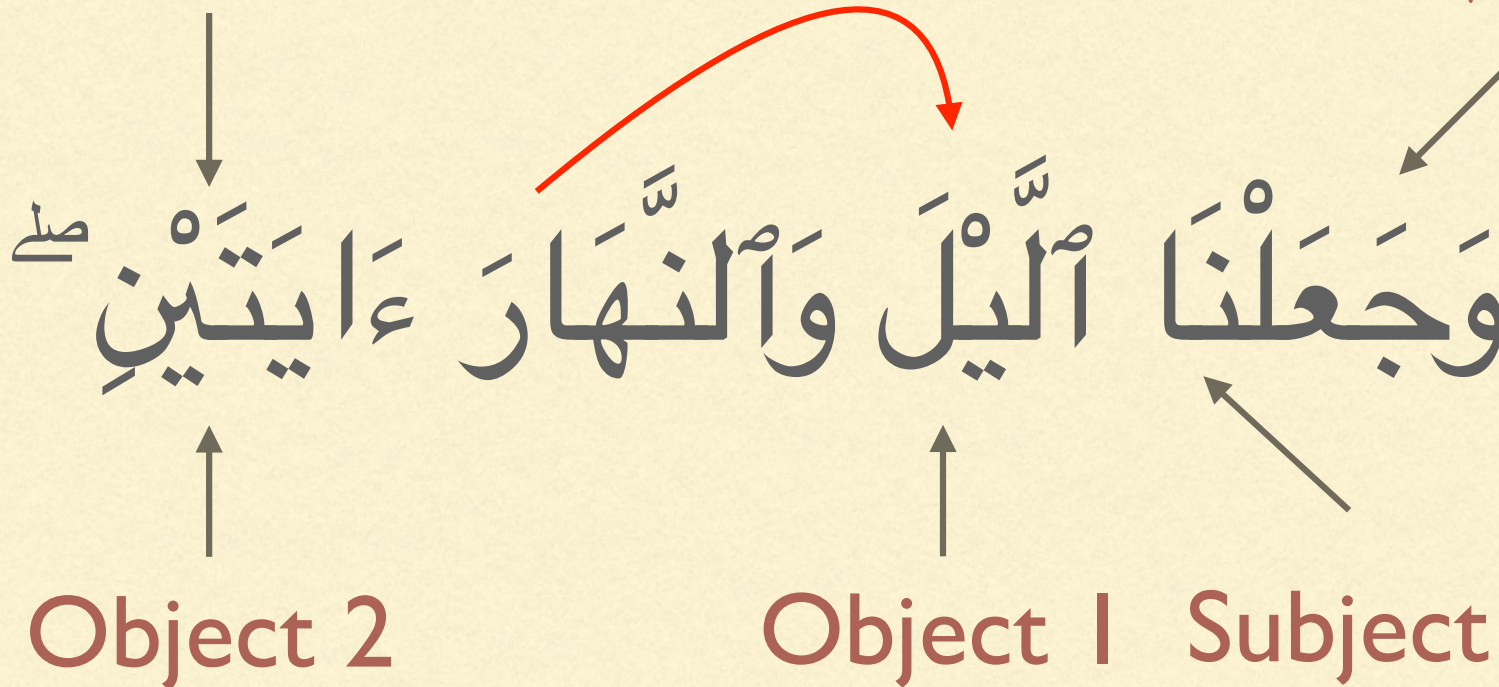 وَجَعَلْنَا ٱلَّيْلَ وَٱلنَّهَارَ ءَايَتَيْنِ ۖ
Object 2 Object 1 Subject